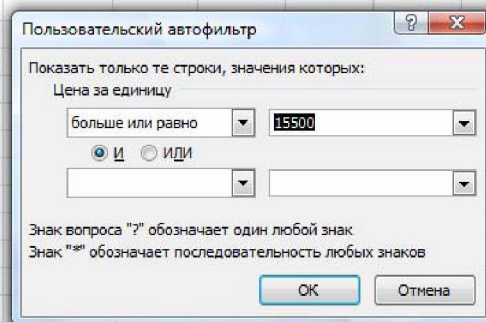 Пользовательский автофильтр
Показать только те строки, значения которых:
Цена за единицу
больше или равно 15500
И ИЛИ
Знак вопроса "?" обозначает один любой знак
Знак "*" обозначает последовательность любых знаков
ОК Отмена